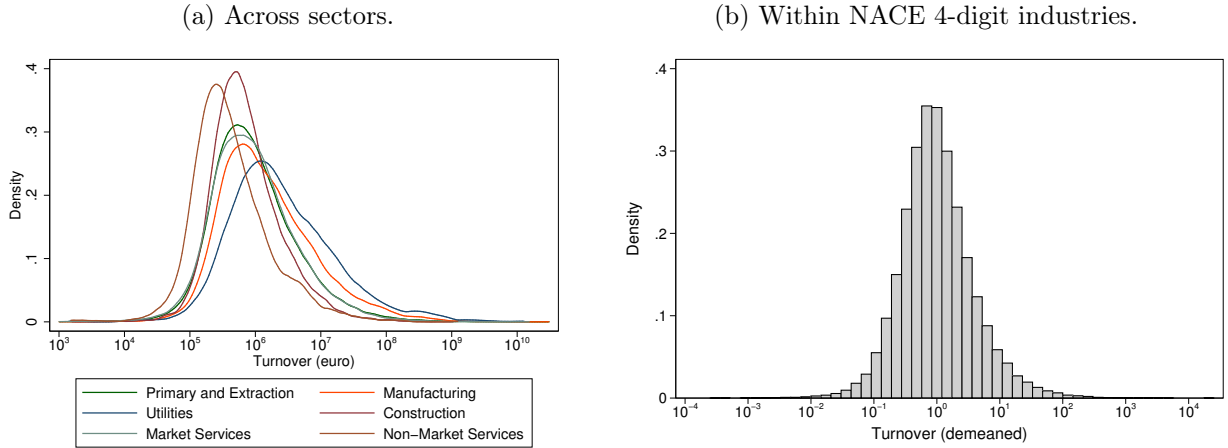 (a) Across sectors.
.4
.3
.2
.1
0
Density
10³ 10⁴ 10⁵ 10⁶ 10⁷ 10⁸ 10⁹ 10¹⁰
Turnover (euro)
Primary and Extraction Manufacturing
Utilities Construction
Market Services Non−Market Services
(b) Within NACE 4-digit industries.
.4
.3
.2
.1
0
Density
10⁻⁴ 10⁻³ 10⁻² 10⁻¹ 10⁰ 10¹ 10² 10³ 10⁴
Turnover (demeaned)